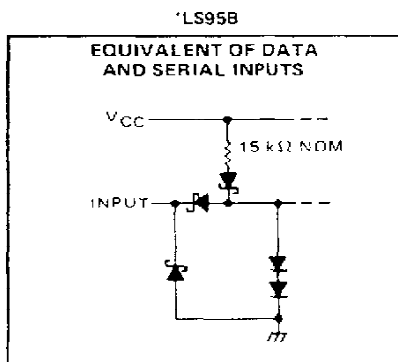 'LS95B
EQUIVALENT OF DATA
AND SERIAL INPUTS
VCC
15 kΩ NOM
INPUT